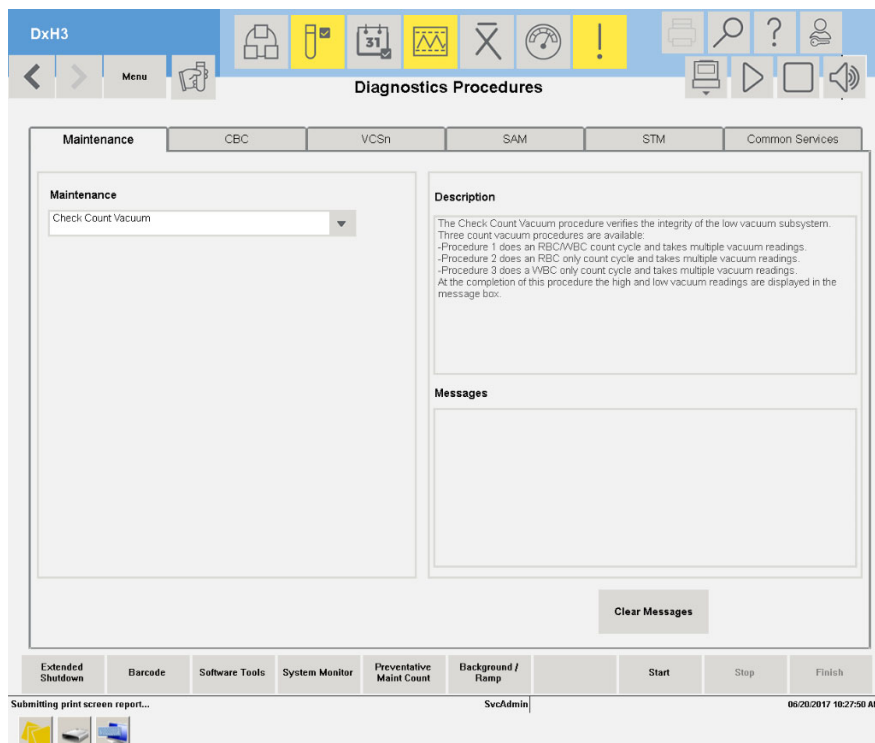 DxH3
31
X
!
?
Menu
Diagnostics Procedures
Maintenance
CBC
VCSn
SAM
STM
Common Services
Maintenance
Check Count Vacuum
Description
The Check Count Vacuum procedure verifies the integrity of the low vacuum subsystem.
Three count vacuum procedures are available:
-Procedure 1 does an RBC/WBC count cycle and takes multiple vacuum readings.
-Procedure 2 does an RBC only count cycle and takes multiple vacuum readings.
-Procedure 3 does a WBC only count cycle and takes multiple vacuum readings.
At the completion of this procedure the high and low vacuum readings are displayed in the
message box.
Messages
Clear Messages
Extended
Shutdown
Barcode
Software Tools
System Monitor
Preventative
Maint Count
Background /
Ramp
Start
Stop
Finish
Submitting print screen report...
SvcAdmin
06/20/2017 10:27:50 A